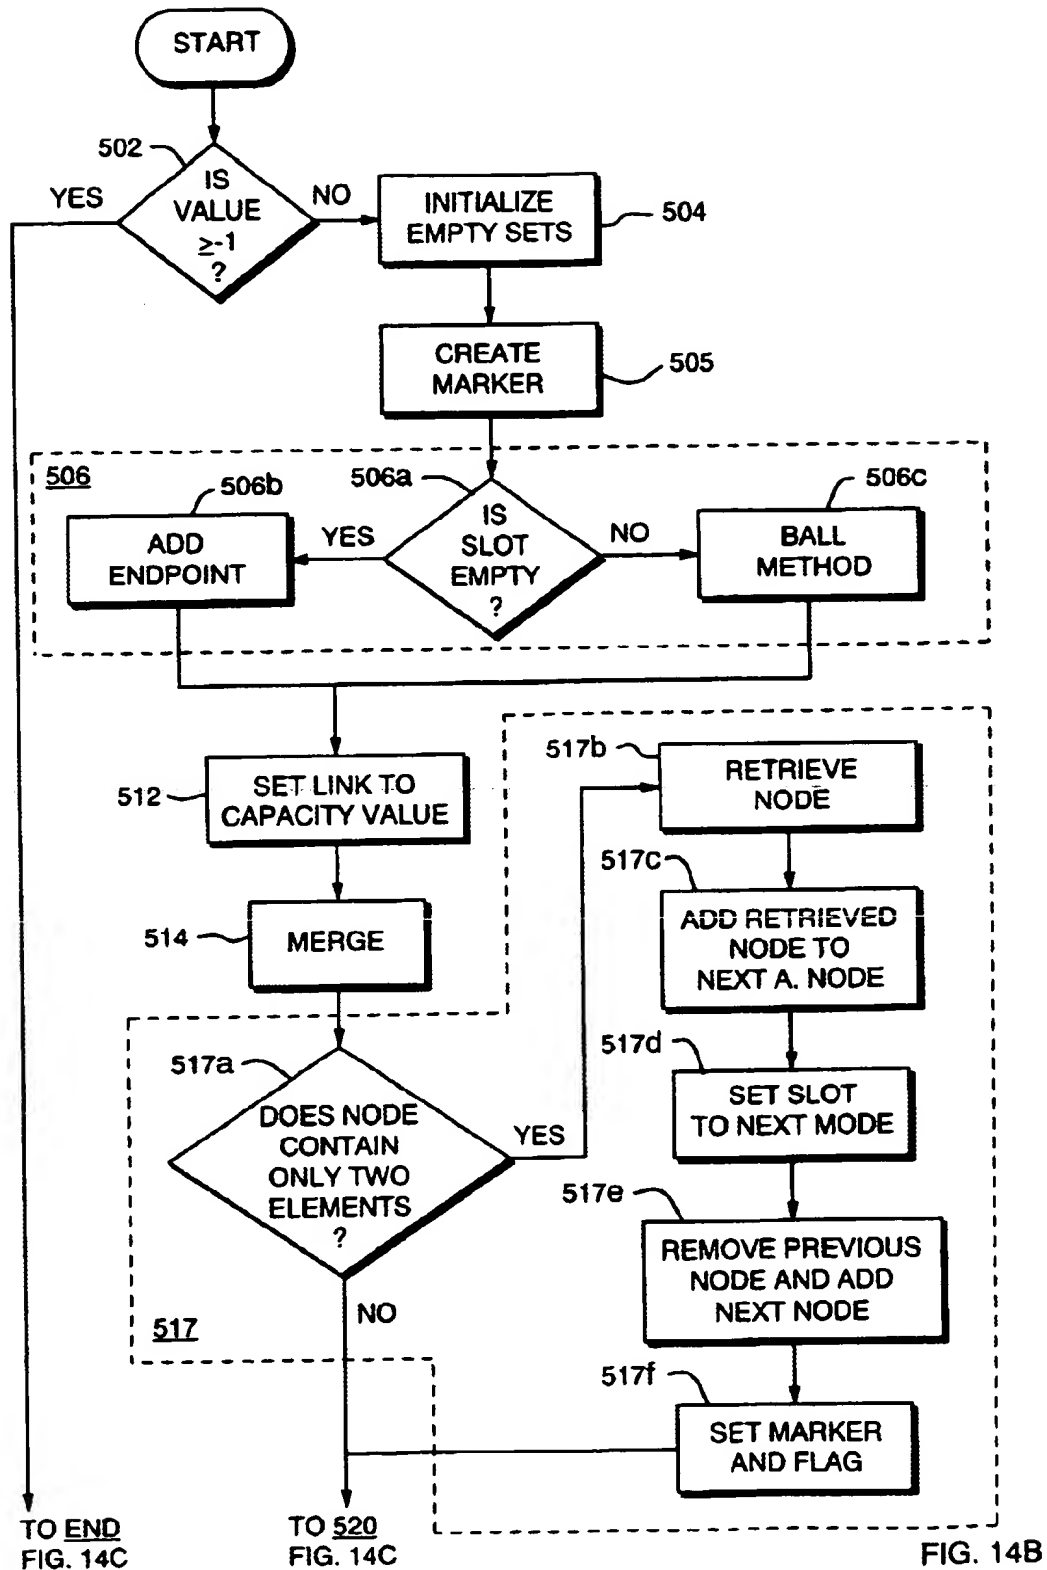 START
502
YES
IS
VALUE
≥-1
?
NO
INITIALIZE
EMPTY SETS
504
CREATE
MARKER
505
506
506b
506a
506c
ADD
ENDPOINT
YES
IS
SLOT
EMPTY
?
NO
BALL
METHOD
512
SET LINK TO
CAPACITY VALUE
514
MERGE
517a
DOES NODE
CONTAIN
ONLY TWO
ELEMENTS
?
YES
NO
517
517b
RETRIEVE
NODE
517c
ADD RETRIEVED
NODE TO
NEXT A. NODE
517d
SET SLOT
TO NEXT MODE
517e
REMOVE PREVIOUS
NODE AND ADD
NEXT NODE
517f
SET MARKER
AND FLAG
TO END
FIG. 14C
TO 520
FIG. 14C
FIG. 14B